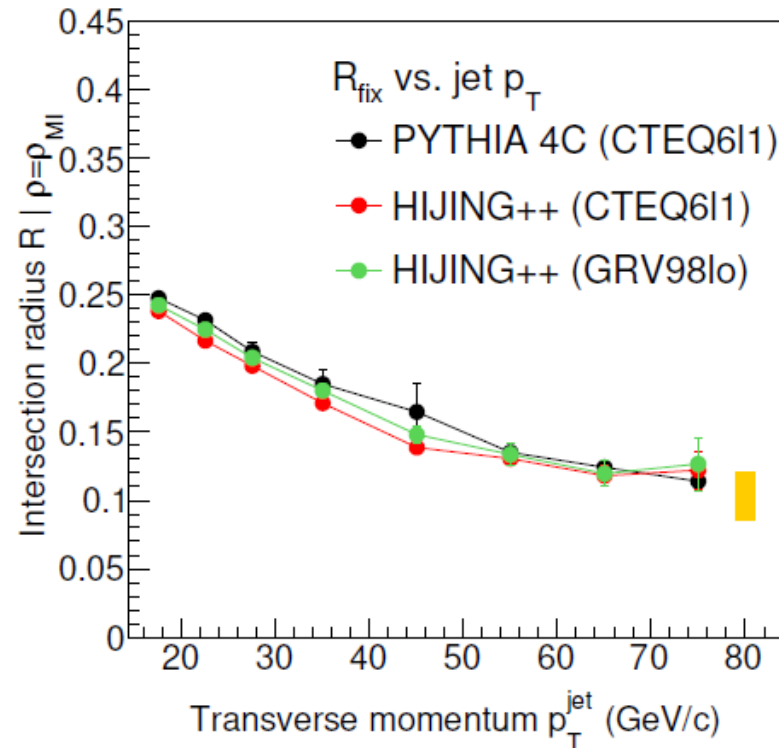 0.45
0.4
0.35
0.3
0.25
0.2
0.15
0.1
0.05
0
Intersection radius R | ρ=ρ_MI
R_fix vs. jet p_T
PYTHIA 4C (CTEQ6l1)
HIJING++ (CTEQ6l1)
HIJING++ (GRV98lo)
20 30 40 50 60 70 80
Transverse momentum p_T^jet (GeV/c)